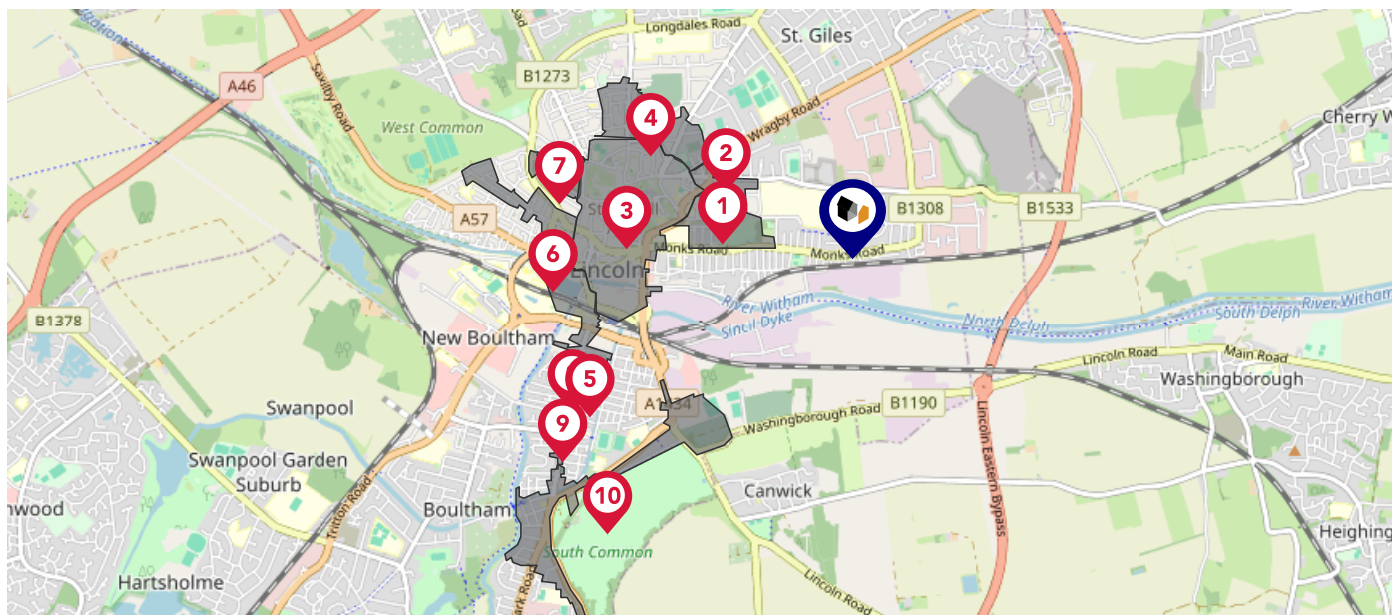 Longdales Road
St. Giles
B1273
A46
Saxilby Road
West Common
4
Wragby Road
Cherry W
2
7
A57
3
1
B1308
B1533
Monks Road
Monks Road
6
Lincoln
River Witham
Sincil Dyke
North Delph
River Witham
South Delph
B1378
New Boultham
Lincoln Road
Main Road
Washingborough
5
Swanpool
B1190
Washingborough Road
9
Lincoln Eastern Bypass
Swanpool Garden
Suburb
Tritton Road
Canwick
10
nwood
Boultham
Heighing
South Common
Hartsholme
Lincoln Road
ark Road